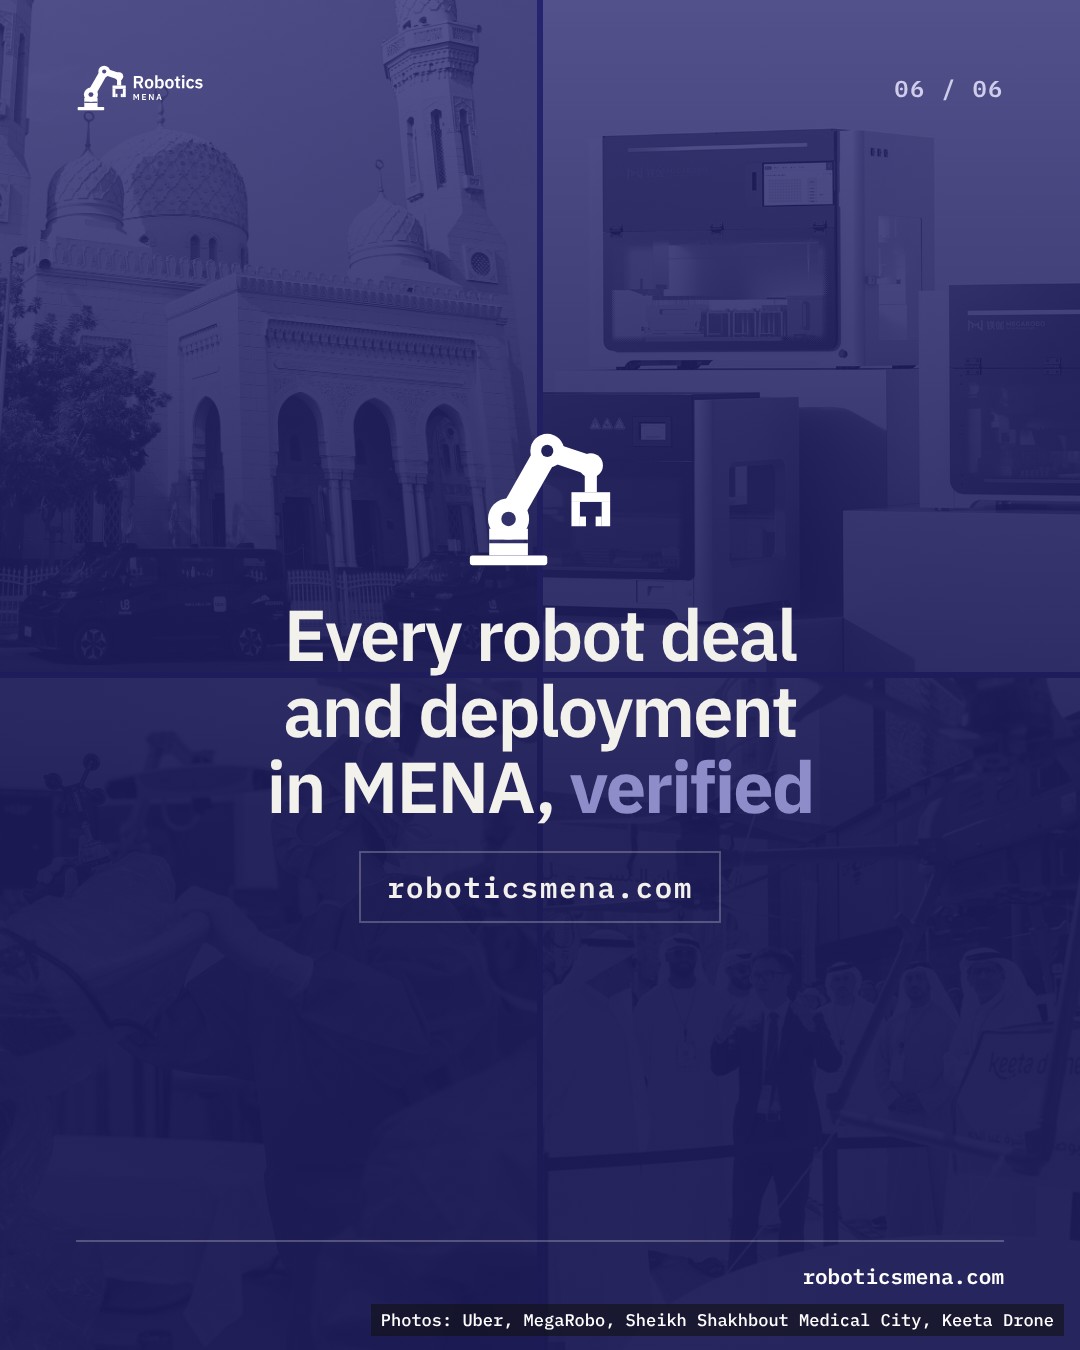 Robotics
MENA
06 / 06
Every robot deal
and deployment
in MENA, verified
roboticsmena.com
keeta
roboticsmena.com
Photos: Uber, MegaRobo, Sheikh Shakhbout Medical City, Keeta Drone